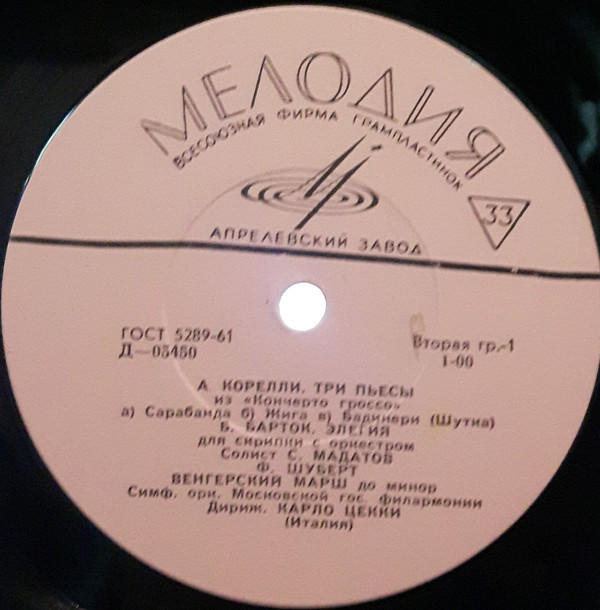 МЕЛОДИЯ
ВСЕСОЮЗНАЯ ФИРМА ГРАМПЛАСТИНОК
33
АПРЕЛЕВСКИЙ ЗАВОД
ГОСТ 5289-61
Вторая гр.-1
Д—05450
1-00
А. КОРЕЛЛИ. ТРИ ПЬЕСЫ
из «Кончерто гроссо»
а) Сарабанда б) Жига в) Бадинери (Шутка)
Б. БАРТОК. ЭЛЕГИЯ
для скрипки с оркестром
Солист С. МАДАТОВ
Ф. ШУБЕРТ
ВЕНГЕРСКИЙ МАРШ до минор
Симф. орк. Московской гос. филармонии
Дириж. КАРЛО ЦЕККИ
(Италия)